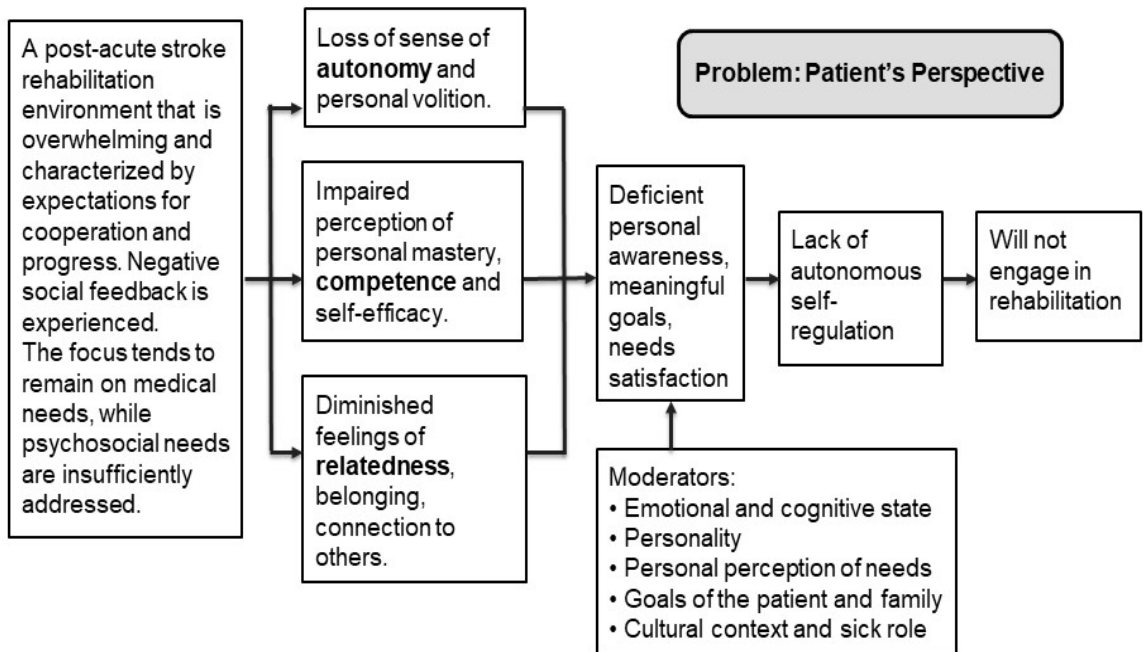 A post-acute stroke
rehabilitation
environment that is
overwhelming and
characterized by
expectations for
cooperation and
progress. Negative
social feedback is
experienced.
The focus tends to
remain on medical
needs, while
psychosocial needs
are insufficiently
addressed.
Loss of sense of
autonomy and
personal volition.
Impaired
perception of
personal mastery,
competence and
self-efficacy.
Diminished
feelings of
relatedness,
belonging,
connection to
others.
Problem: Patient's Perspective
Deficient
personal
awareness,
meaningful
goals,
needs
satisfaction
Lack of
autonomous
self-
regulation
Will not
engage in
rehabilitation
Moderators:
• Emotional and cognitive state
• Personality
• Personal perception of needs
• Goals of the patient and family
• Cultural context and sick role